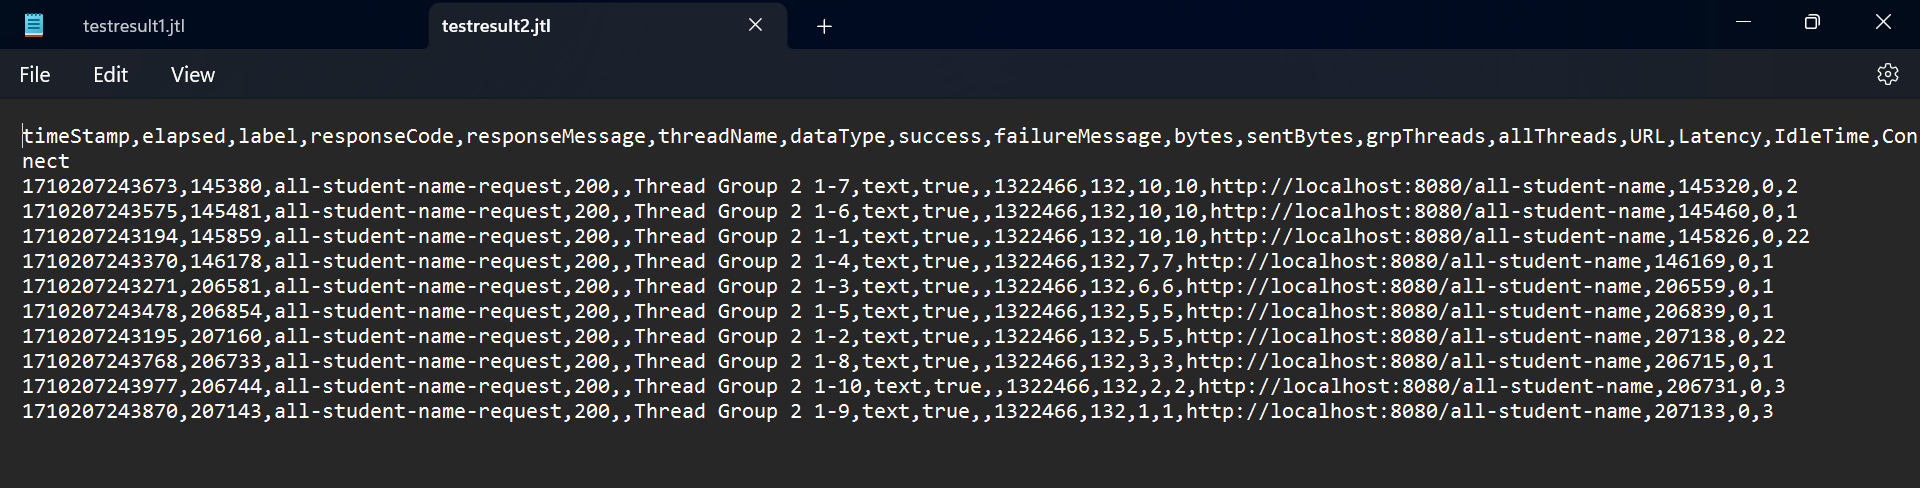 testresult1.jtl
testresult2.jtl
File Edit View
timeStamp,elapsed,label,responseCode,responseMessage,threadName,dataType,success,failureMessage,bytes,sentBytes,grpThreads,allThreads,URL,Latency,IdleTime,Con
nect
1710207243673,145380,all-student-name-request,200,,Thread Group 2 1-7,text,true,,1322466,132,10,10,http://localhost:8080/all-student-name,145320,0,2
1710207243575,145481,all-student-name-request,200,,Thread Group 2 1-6,text,true,,1322466,132,10,10,http://localhost:8080/all-student-name,145460,0,1
1710207243194,145859,all-student-name-request,200,,Thread Group 2 1-1,text,true,,1322466,132,10,10,http://localhost:8080/all-student-name,145826,0,22
1710207243370,146178,all-student-name-request,200,,Thread Group 2 1-4,text,true,,1322466,132,7,7,http://localhost:8080/all-student-name,146169,0,1
1710207243271,206581,all-student-name-request,200,,Thread Group 2 1-3,text,true,,1322466,132,6,6,http://localhost:8080/all-student-name,206559,0,1
1710207243478,206854,all-student-name-request,200,,Thread Group 2 1-5,text,true,,1322466,132,5,5,http://localhost:8080/all-student-name,206839,0,1
1710207243195,207160,all-student-name-request,200,,Thread Group 2 1-2,text,true,,1322466,132,5,5,http://localhost:8080/all-student-name,207138,0,22
1710207243768,206733,all-student-name-request,200,,Thread Group 2 1-8,text,true,,1322466,132,3,3,http://localhost:8080/all-student-name,206715,0,1
1710207243977,206744,all-student-name-request,200,,Thread Group 2 1-10,text,true,,1322466,132,2,2,http://localhost:8080/all-student-name,206731,0,3
1710207243870,207143,all-student-name-request,200,,Thread Group 2 1-9,text,true,,1322466,132,1,1,http://localhost:8080/all-student-name,207133,0,3